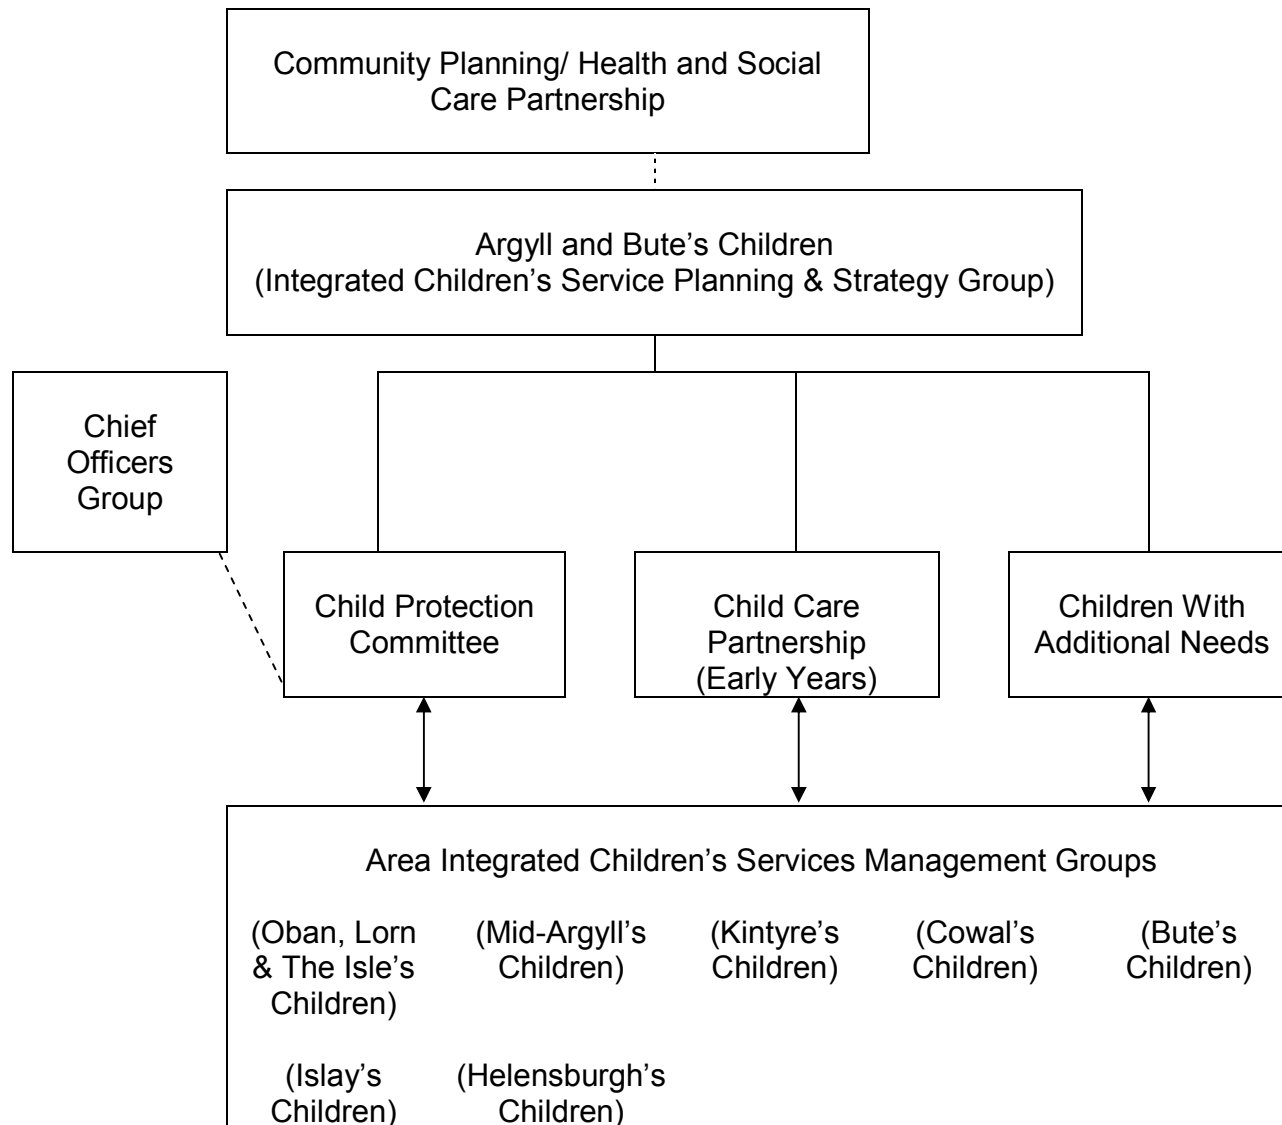 Community Planning/ Health and Social
Care Partnership
Argyll and Bute’s Children
(Integrated Children’s Service Planning & Strategy Group)
Chief
Officers
Group
Child Protection
Committee
Child Care
Partnership
(Early Years)
Children With
Additional Needs
Area Integrated Children’s Services Management Groups
(Oban, Lorn
& The Isle’s
Children)
(Mid-Argyll’s
Children)
(Kintyre’s
Children)
(Cowal’s
Children)
(Bute’s
Children)
(Islay’s
Children)
(Helensburgh’s
Children)